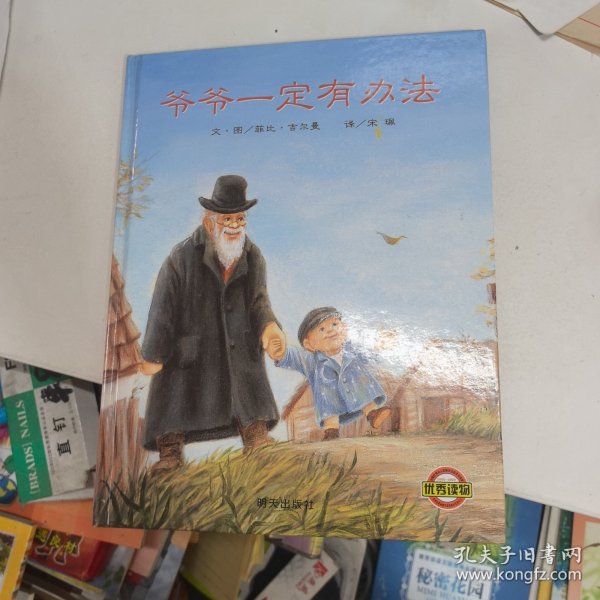 爷爷一定有办法
文·图／菲比·吉尔曼 译／宋 珮
明天出版社
优秀读物
[BRADS] NAILS
直钉
秘密花园
孔夫子旧书网
www.kongfz.com